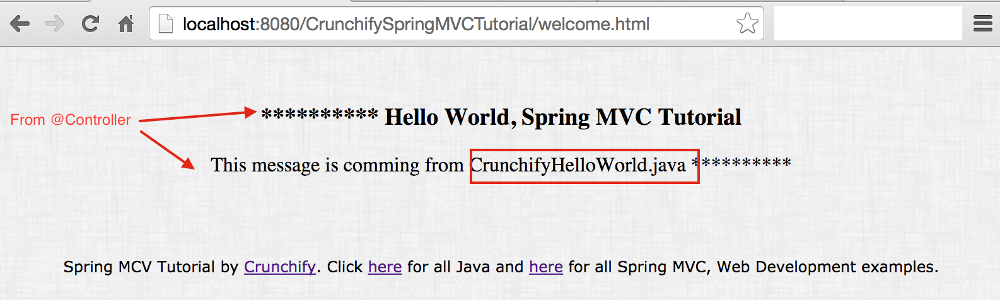 localhost:8080/CrunchifySpringMVCTutorial/welcome.html
From @Controller
********** Hello World, Spring MVC Tutorial
This message is comming from CrunchifyHelloWorld.java **********
Spring MCV Tutorial by Crunchify. Click here for all Java and here for all Spring MVC, Web Development examples.